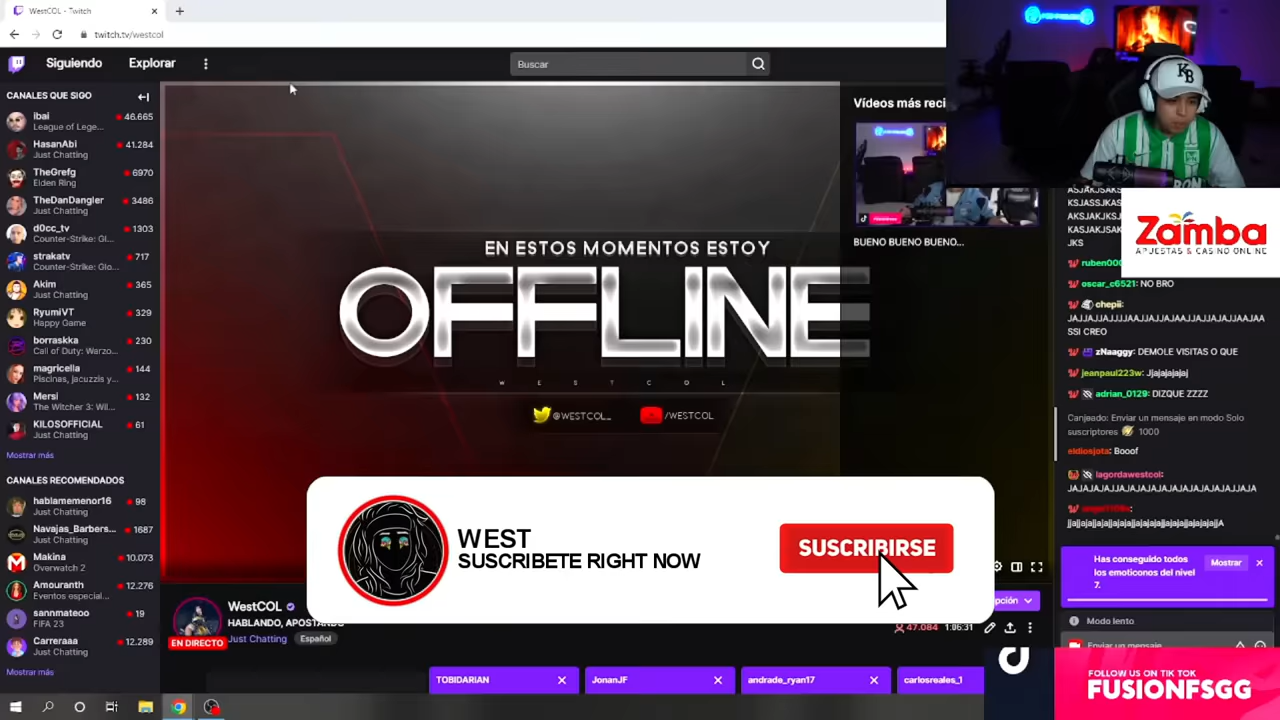 WestCOL - Twitch
twitch.tv/westcol
Siguiendo
Explorar
Buscar
CANALES QUE SIGO
ibai
46.665
League of Lege...
HasanAbi
41.284
Just Chatting
TheGrefg
6970
Elden Ring
TheDanDangler
3486
Just Chatting
d0cc_tv
1303
Counter-Strike: Glo...
strakatv
717
Counter-Strike: Glo...
Akim
365
Just Chatting
RyumiVT
329
Happy Game
borraskka
230
Call of Duty: Warzo...
magricella
144
Piscinas, jacuzzis y...
Mersi
132
The Witcher 3: Wil...
KILOSOFFICIAL
61
Just Chatting
Mostrar más
CANALES RECOMENDADOS
hablamemenor16
98
Just Chatting
Navajas_Barbers...
1687
Just Chatting
Makina
10.073
Overwatch 2
Amouranth
12.276
Eventos especial...
sannmateoo
19
FIFA 23
Carreraaa
12.289
Just Chatting
Mostrar más
EN ESTOS MOMENTOS ESTOY
OFFLINE
WESTCOL
@WESTCOL_
/WESTCOL
Vídeos más reci
BUENO BUENO BUENO...
WEST
SUSCRIBETE RIGHT NOW
SUSCRIBIRSE
WestCOL
HABLANDO, APOSTANDO
EN DIRECTO
Just Chatting
Español
pción
47.084
1:06:31
TOBIDARIAN
JonanJF
andrade_ryan17
carlosreales_1
KB
Zamba
APUESTAS & CASINO ONLINE
KSJASSJKAS
JKS
ruben000
oscar_c6521: NO BRO
chepii:
SSI CREO
zNaaggy: DEMOLE VISITAS O QUE
jeanpaul223w: Jjajajajaj
adrian_0129: DIZQUE ZZZZ
Canjeado: Enviar un mensaje en modo Solo
suscriptores 1000
eldiosjota: Booof
lagordawestcol:
Has conseguido todos
los emoticonos del nivel
7.
Mostrar
Modo lento
Enviar un mensaje
FOLLOW US ON TIK TOK
FUSIONFSGG